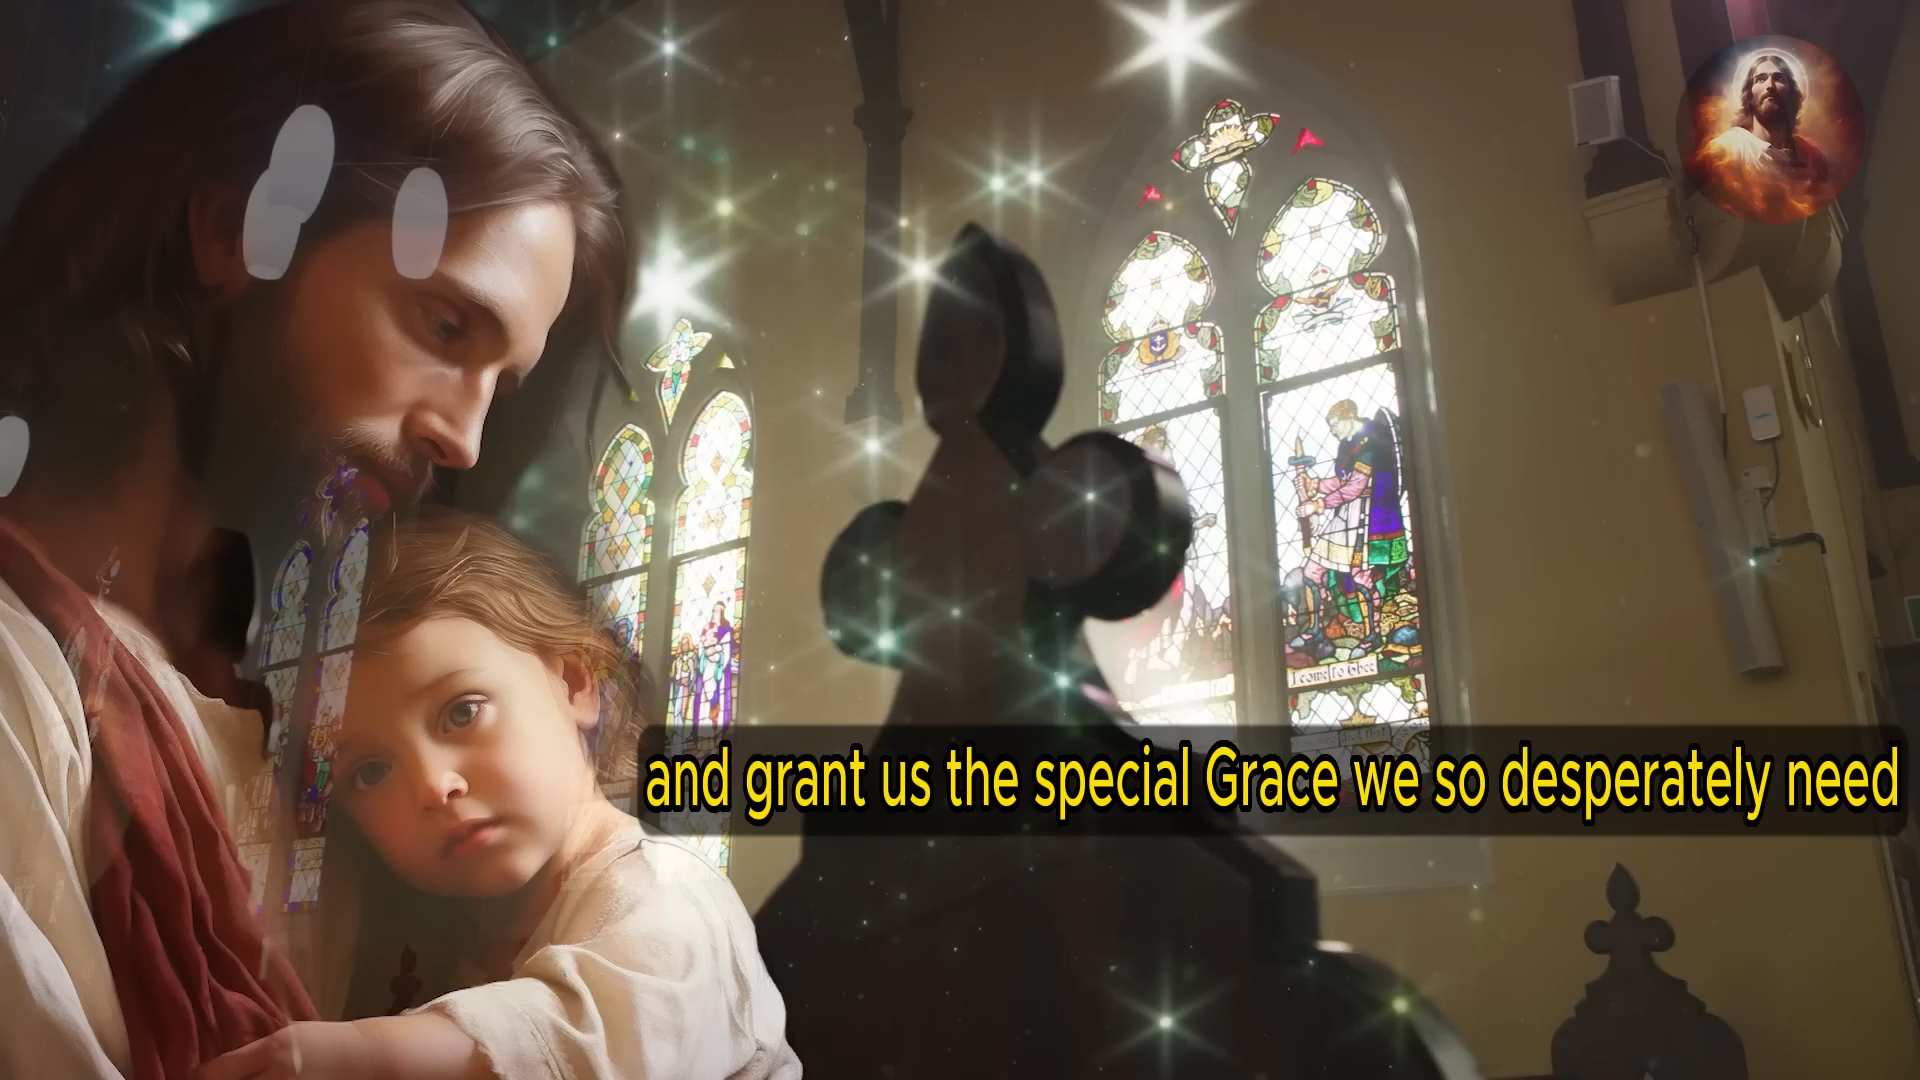 I come to thee
and grant us the special Grace we so desperately need